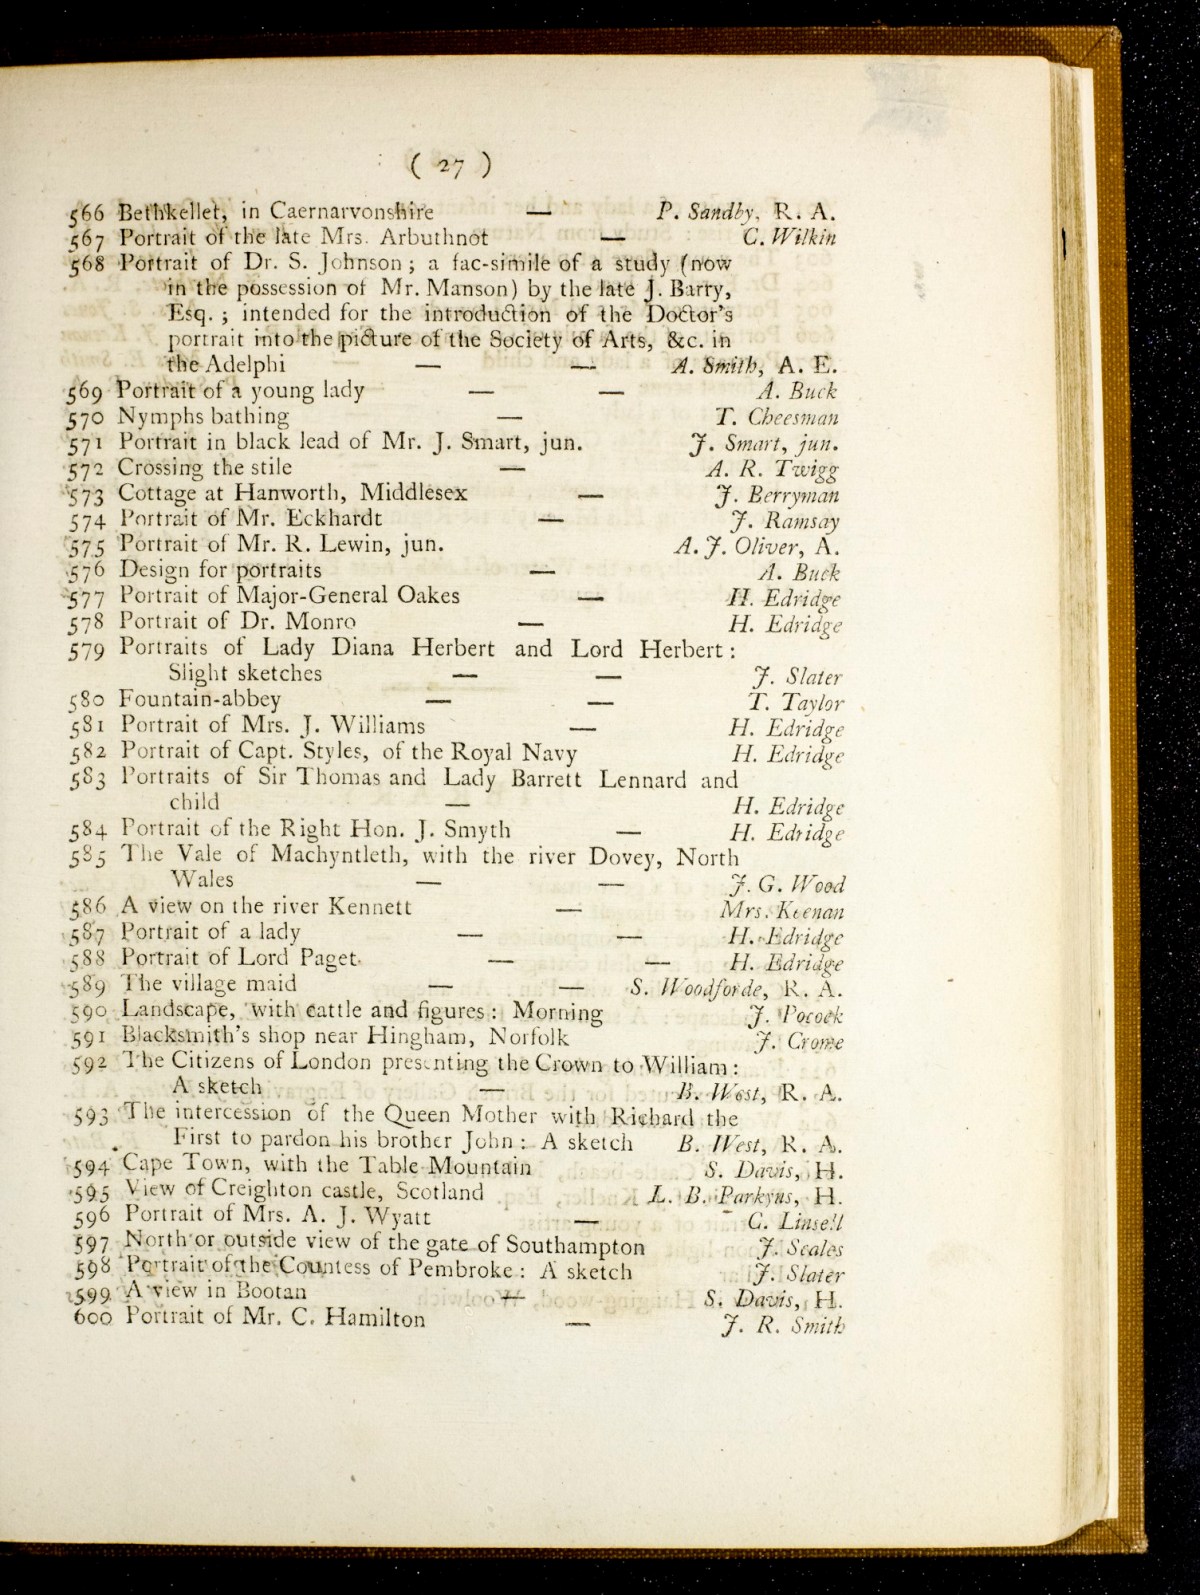 ( 27 )
566 Bethkellet, in Caernarvonshire — P. Sandby, R. A.
567 Portrait of the late Mrs. Arbuthnot — C. Wilkin
568 Portrait of Dr. S. Johnson ; a fac-simile of a study (now
in the possession of Mr. Manson) by the late J. Barry,
Esq. ; intended for the introduction of the Doctor's
portrait into the picture of the Society of Arts, &c. in
the Adelphi — — A. Smith, A. E.
569 Portrait of a young lady — — A. Buck
570 Nymphs bathing — T. Cheesman
571 Portrait in black lead of Mr. J. Smart, jun. J. Smart, jun.
572 Crossing the stile — A. R. Twigg
573 Cottage at Hanworth, Middlesex — J. Berryman
574 Portrait of Mr. Eckhardt — J. Ramsay
575 Portrait of Mr. R. Lewin, jun. A. J. Oliver, A.
576 Design for portraits — A. Buck
577 Portrait of Major-General Oakes — H. Edridge
578 Portrait of Dr. Monro — H. Edridge
579 Portraits of Lady Diana Herbert and Lord Herbert :
Slight sketches — — J. Slater
580 Fountain-abbey — — T. Taylor
581 Portrait of Mrs. J. Williams — H. Edridge
582 Portrait of Capt. Styles, of the Royal Navy H. Edridge
583 Portraits of Sir Thomas and Lady Barrett Lennard and
child — H. Edridge
584 Portrait of the Right Hon. J. Smyth — H. Edridge
585 The Vale of Machyntleth, with the river Dovey, North
Wales — — J. G. Wood
586 A view on the river Kennett — Mrs. Keenan
587 Portrait of a lady — — H. Edridge
588 Portrait of Lord Paget — — H. Edridge
589 The village maid — — S. Woodforde, R. A.
590 Landscape, with cattle and figures : Morning J. Pocock
591 Blacksmith's shop near Hingham, Norfolk J. Crome
592 The Citizens of London presenting the Crown to William :
A sketch — B. West, R. A.
593 The intercession of the Queen Mother with Richard the
First to pardon his brother John : A sketch B. West, R. A.
594 Cape Town, with the Table Mountain S. Davis, H.
595 View of Creighton castle, Scotland L. B. Parkyns, H.
596 Portrait of Mrs. A. J. Wyatt — C. Linsell
597 North or outside view of the gate of Southampton J. Scales
598 Portrait of the Countess of Pembroke : A sketch J. Slater
599 A view in Bootan — S. Davis, H.
600 Portrait of Mr. C. Hamilton — J. R. Smith